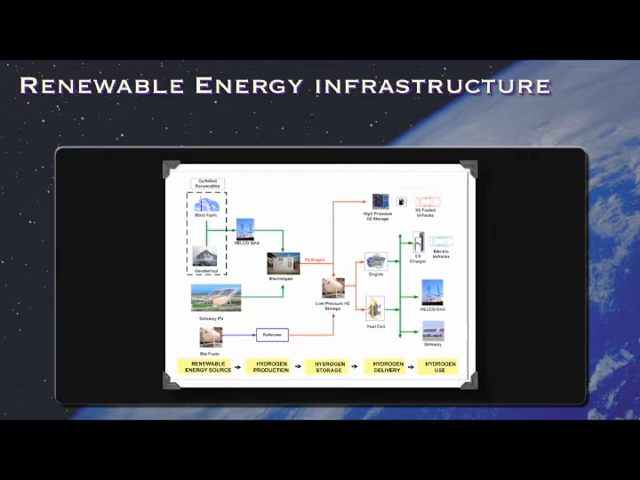 RENEWABLE ENERGY INFRASTRUCTURE
Renewables
Wind Farm
HELCO Grid
Geothermal
Electrolyzer
Hydrogen
Gateway PV
Bio Fuels
Reformer
High Pressure
H2 Storage
H2 Fueled
Vehicles
Low Pressure H2
Storage
Engine
Fuel Cell
EV
Charger
Electric
Vehicles
HELCO Grid
Gateway
RENEWABLE
ENERGY SOURCE
HYDROGEN
PRODUCTION
HYDROGEN
STORAGE
HYDROGEN
DELIVERY
HYDROGEN
USE